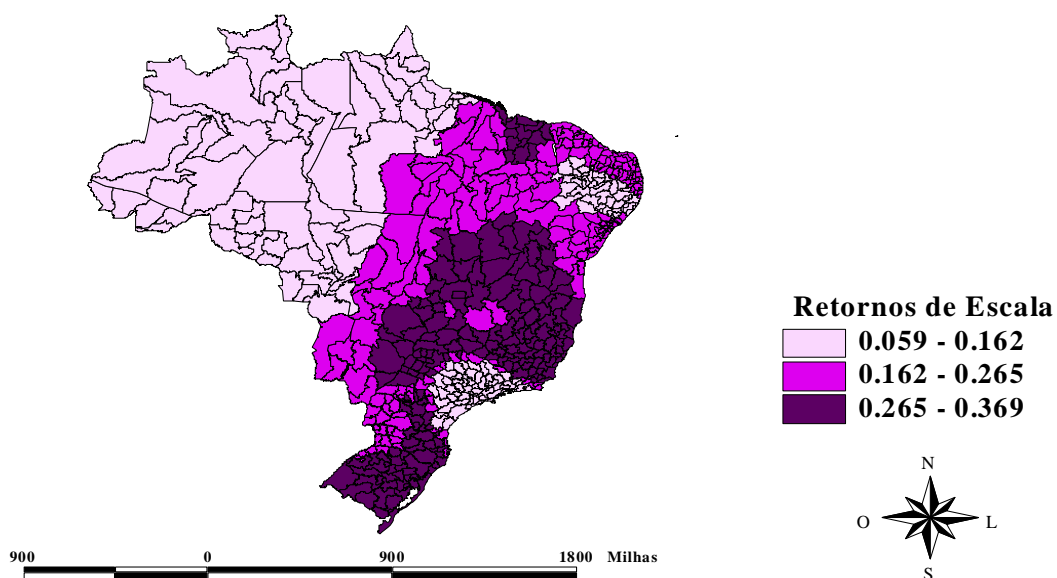 Retornos de Escala
0.059 - 0.162
0.162 - 0.265
0.265 - 0.369
N
O L
S
900 0 900 1800 Milhas